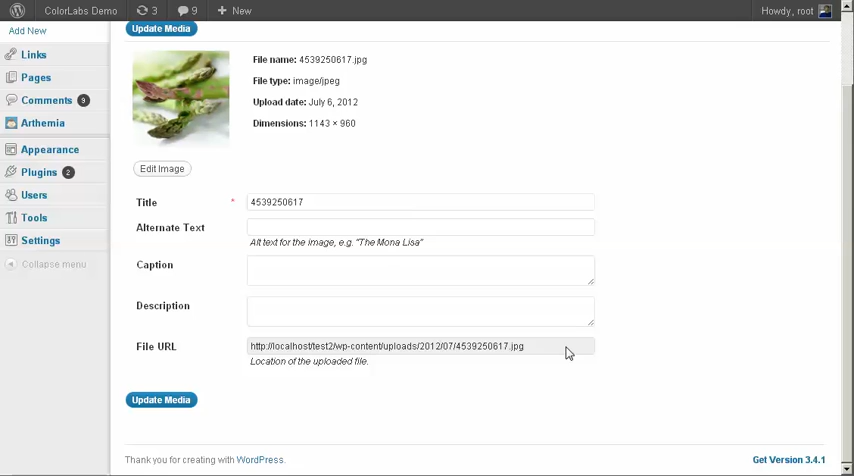 ColorLabs Demo 3 9 + New Howdy, root
Add New
Update Media
Links
Pages
Comments 9
Arthemia
Appearance
Plugins 2
Users
Tools
Settings
Collapse menu
File name: 4539250617.jpg
File type: image/jpeg
Upload date: July 6, 2012
Dimensions: 1143 × 960
Edit Image
Title * 4539250617
Alternate Text
Alt text for the image, e.g. "The Mona Lisa"
Caption
Description
File URL http://localhost/test2/wp-content/uploads/2012/07/4539250617.jpg
Location of the uploaded file.
Update Media
Thank you for creating with WordPress. Get Version 3.4.1